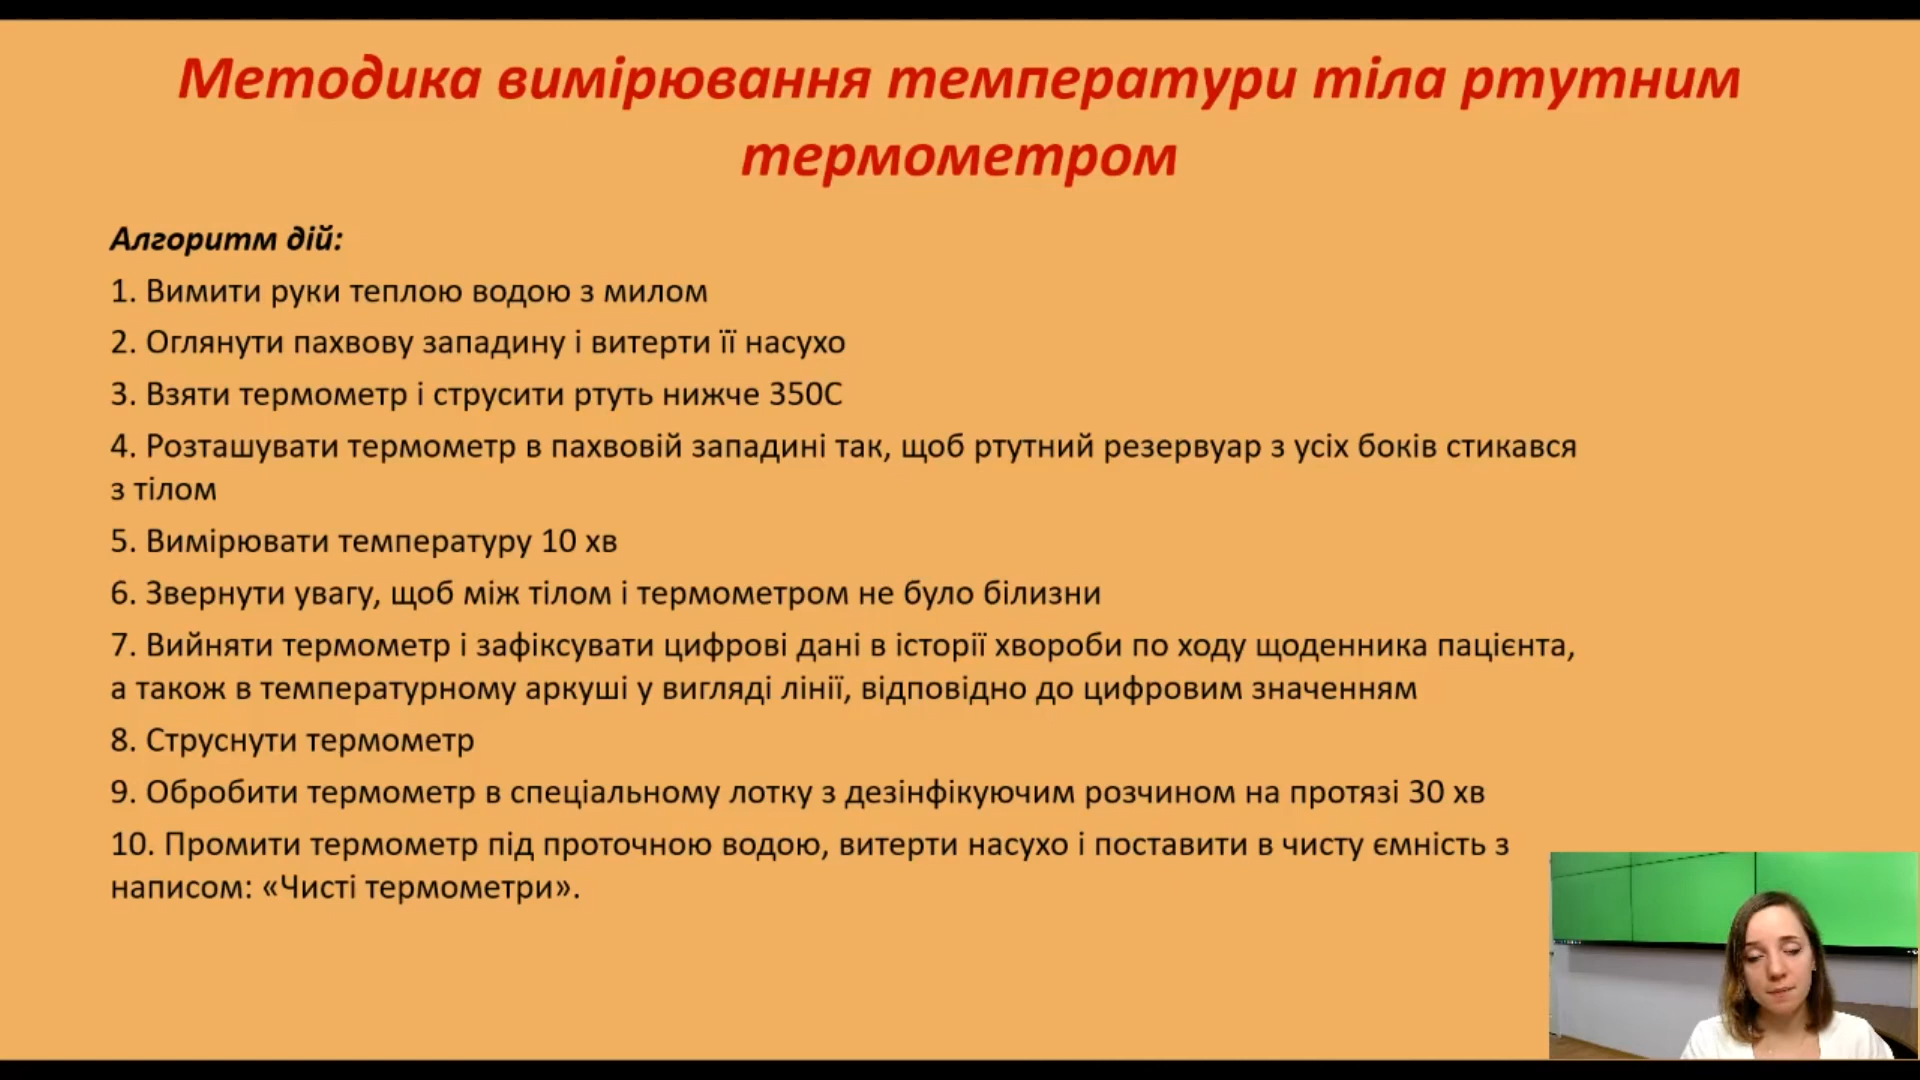 Методика вимірювання температури тіла ртутним
термометром
Алгоритм дій:
1. Вимити руки теплою водою з милом
2. Оглянути пахвову западину і витерти її насухо
3. Взяти термометр і струсити ртуть нижче 350С
4. Розташувати термометр в пахвовій западині так, щоб ртутний резервуар з усіх боків стикався
з тілом
5. Вимірювати температуру 10 хв
6. Звернути увагу, щоб між тілом і термометром не було білизни
7. Вийняти термометр і зафіксувати цифрові дані в історії хвороби по ходу щоденника пацієнта,
а також в температурному аркуші у вигляді лінії, відповідно до цифровим значенням
8. Струснути термометр
9. Обробити термометр в спеціальному лотку з дезінфікуючим розчином на протязі 30 хв
10. Промити термометр під проточною водою, витерти насухо і поставити в чисту ємність з
написом: «Чисті термометри».